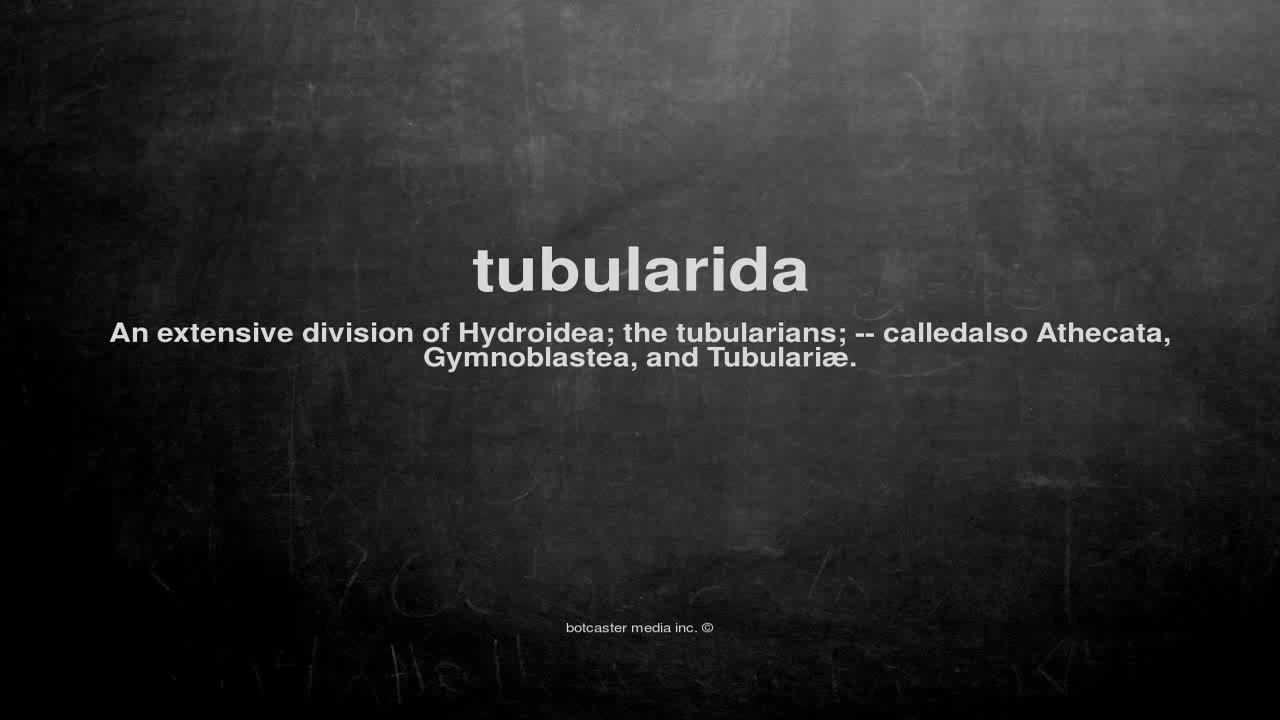 tubularida
An extensive division of Hydroidea; the tubularians; -- calledalso Athecata,
Gymnoblastea, and Tubulariæ.
botcaster media inc. ©